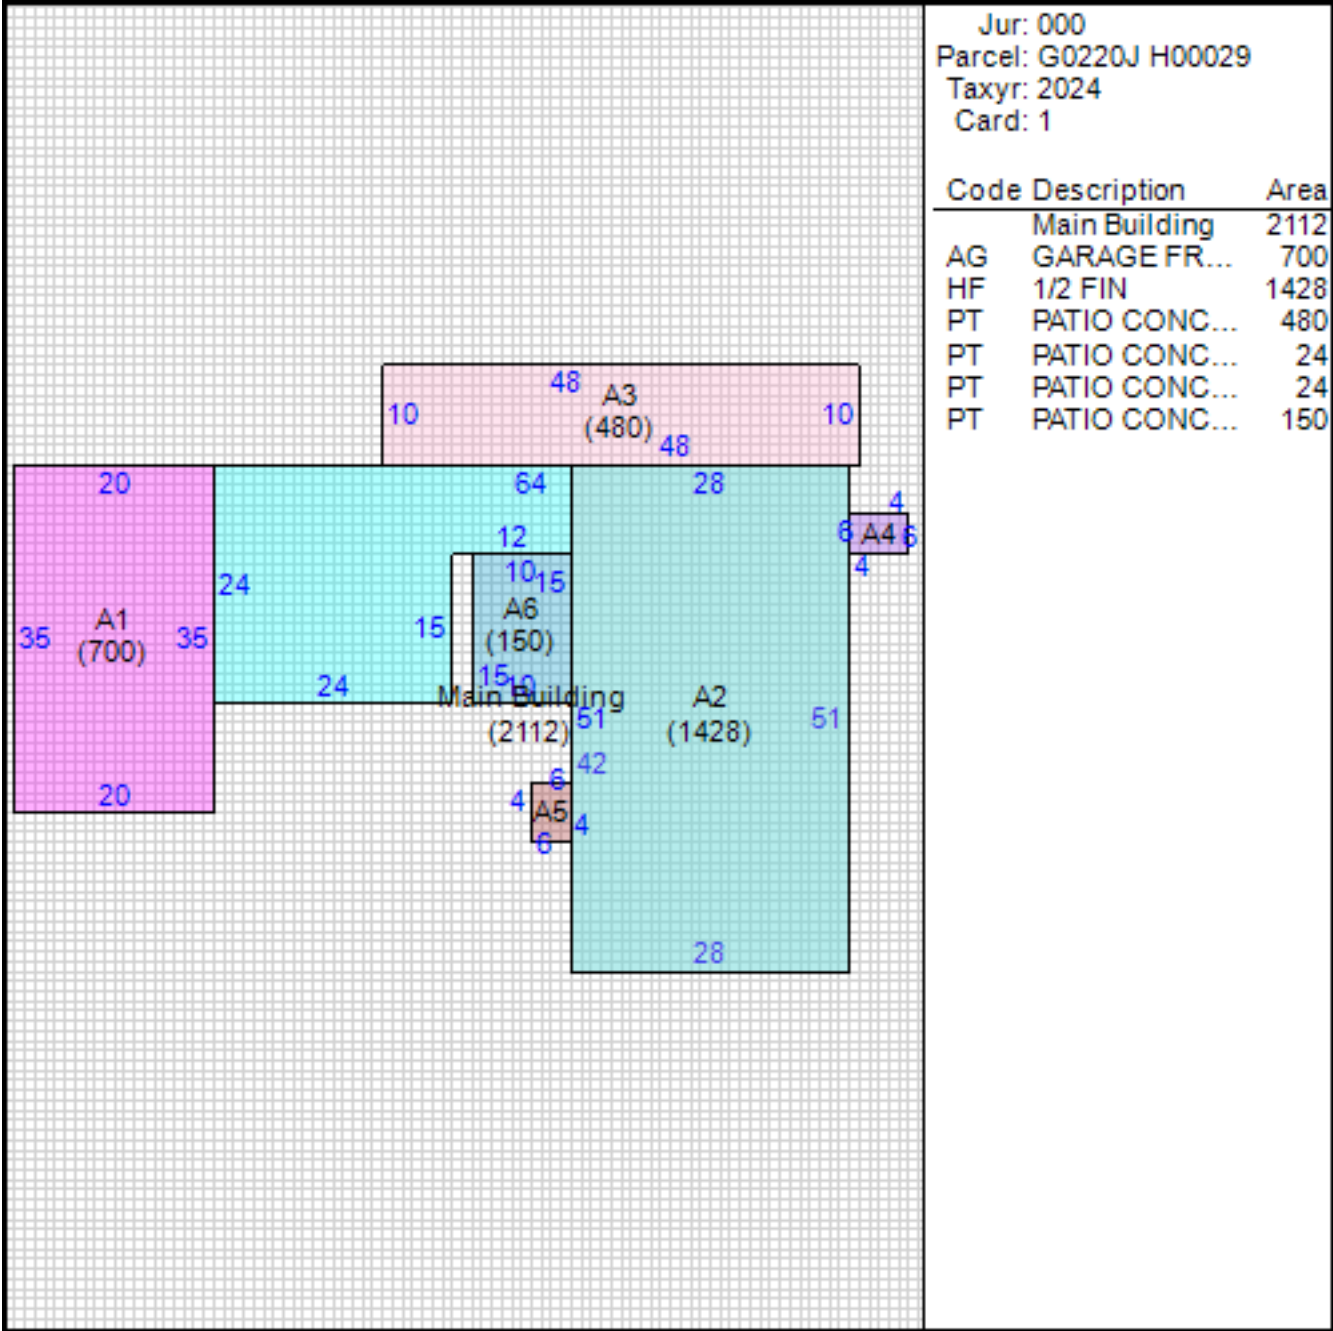 Jur: 000
Parcel: G0220J H00029
Taxyr: 2024
Card: 1
Code Description Area
Main Building 2112
AG GARAGE FR... 700
HF 1/2 FIN 1428
PT PATIO CONC... 480
PT PATIO CONC... 24
PT PATIO CONC... 24
PT PATIO CONC... 150
48
A3
10 10
(480)
48
20 64 28
4
12
6 A4 6
4
10 15
24
A6
A1
15
35 35
(700)
(150)
15 10
24
Main Building
A2
51 51
(2112)
(1428)
42
6
20
4
A5
4
6
28